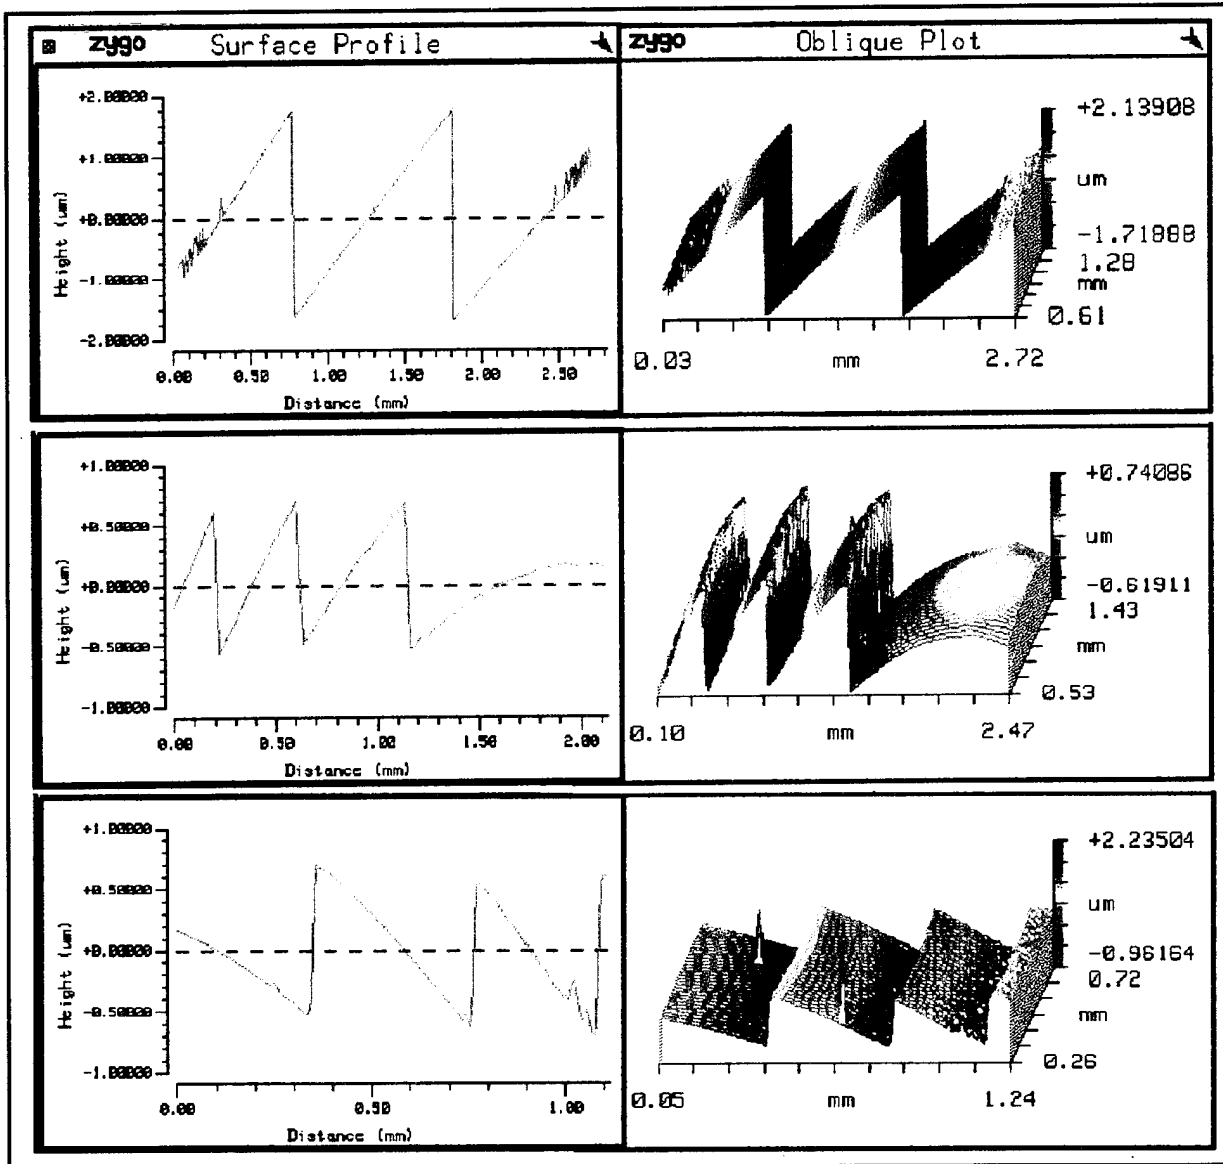 zygo Surface Profile
+2.00000
+1.00000
+0.00000
-1.00000
-2.00000
Height (um)
0.00 0.50 1.00 1.50 2.00 2.50
Distance (mm)
zygo Oblique Plot
+2.13908
um
-1.71888
1.28
mm
0.61
0.03 mm 2.72
+1.00000
+0.50000
+0.00000
-0.50000
-1.00000
Height (um)
0.00 0.50 1.00 1.50 2.00
Distance (mm)
+0.74086
um
-0.61911
1.43
mm
0.53
0.10 mm 2.47
+1.00000
+0.50000
+0.00000
-0.50000
-1.00000
Height (um)
0.00 0.50 1.00
Distance (mm)
+2.23504
um
-0.96164
0.72
mm
0.26
0.05 mm 1.24